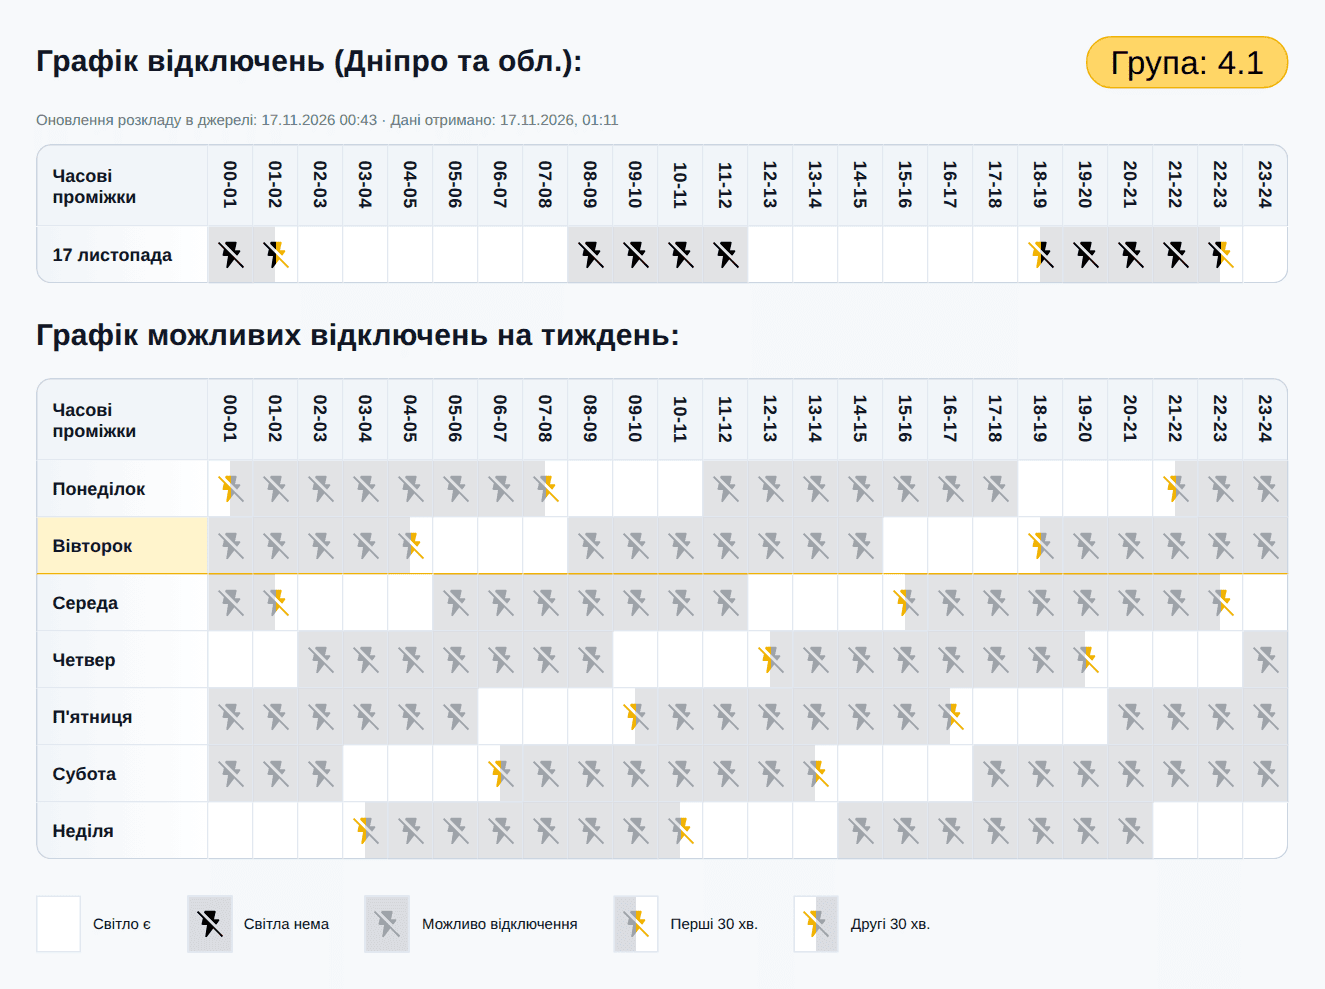 Графік відключень (Дніпро та обл.):
Група: 4.1
Оновлення розкладу в джерелі: 17.11.2026 00:43 · Дані отримано: 17.11.2026, 01:11
Часові
проміжки
00-01 01-02 02-03 03-04 04-05 05-06 06-07 07-08 08-09 09-10 10-11 11-12 12-13 13-14 14-15 15-16 16-17 17-18 18-19 19-20 20-21 21-22 22-23 23-24
17 листопада
Графік можливих відключень на тиждень:
Часові
проміжки
00-01 01-02 02-03 03-04 04-05 05-06 06-07 07-08 08-09 09-10 10-11 11-12 12-13 13-14 14-15 15-16 16-17 17-18 18-19 19-20 20-21 21-22 22-23 23-24
Понеділок
Вівторок
Середа
Четвер
П'ятниця
Субота
Неділя
Світло є
Світла нема
Можливо відключення
Перші 30 хв.
Другі 30 хв.